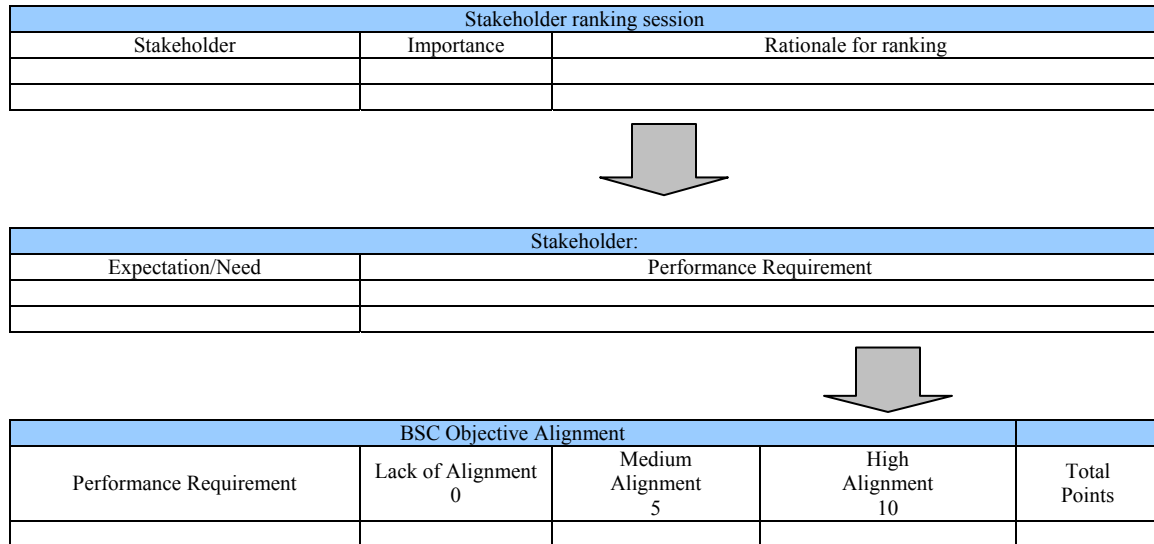 Stakeholder ranking session
Stakeholder Importance Rationale for ranking
Stakeholder:
Expectation/Need Performance Requirement
BSC Objective Alignment
Performance Requirement
Lack of Alignment
0
Medium
Alignment
5
High
Alignment
10
Total
Points